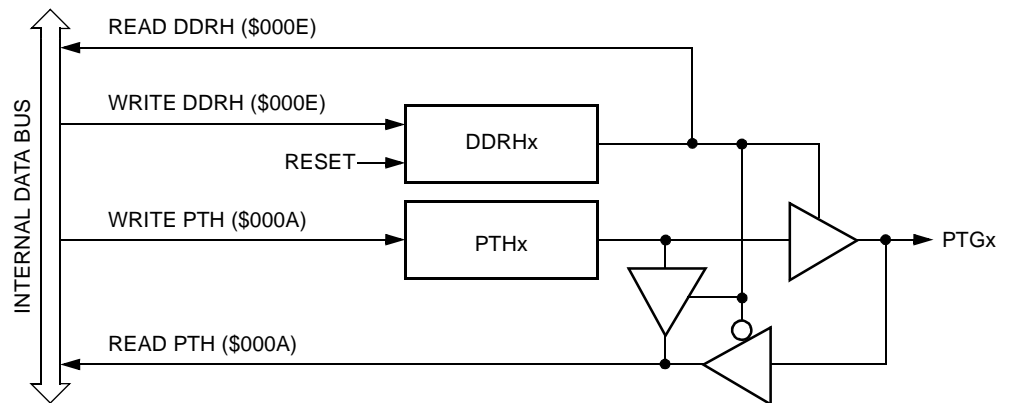 READ DDRH ($000E)
WRITE DDRH ($000E)
DDRHx
RESET
WRITE PTH ($000A)
PTHx
PTGx
READ PTH ($000A)
INTERNAL DATA BUS